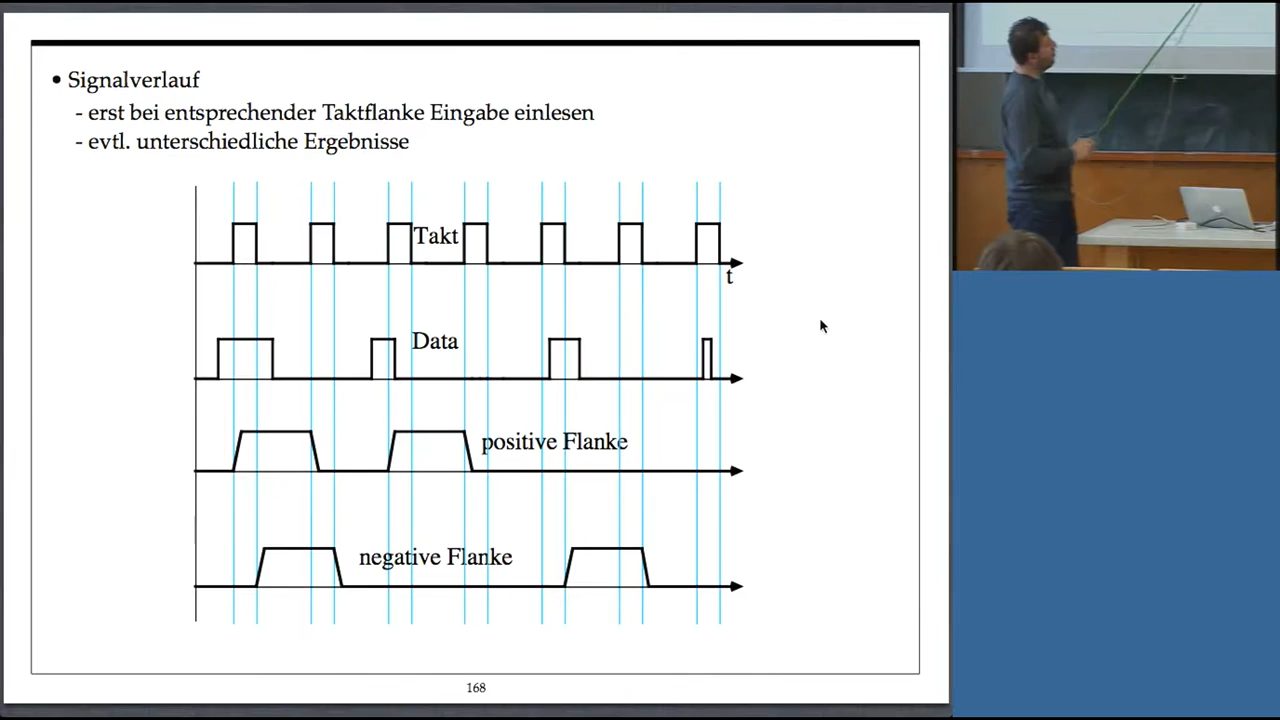 • Signalverlauf
- erst bei entsprechender Taktflanke Eingabe einlesen
- evtl. unterschiedliche Ergebnisse
Takt
t
Data
positive Flanke
negative Flanke
168